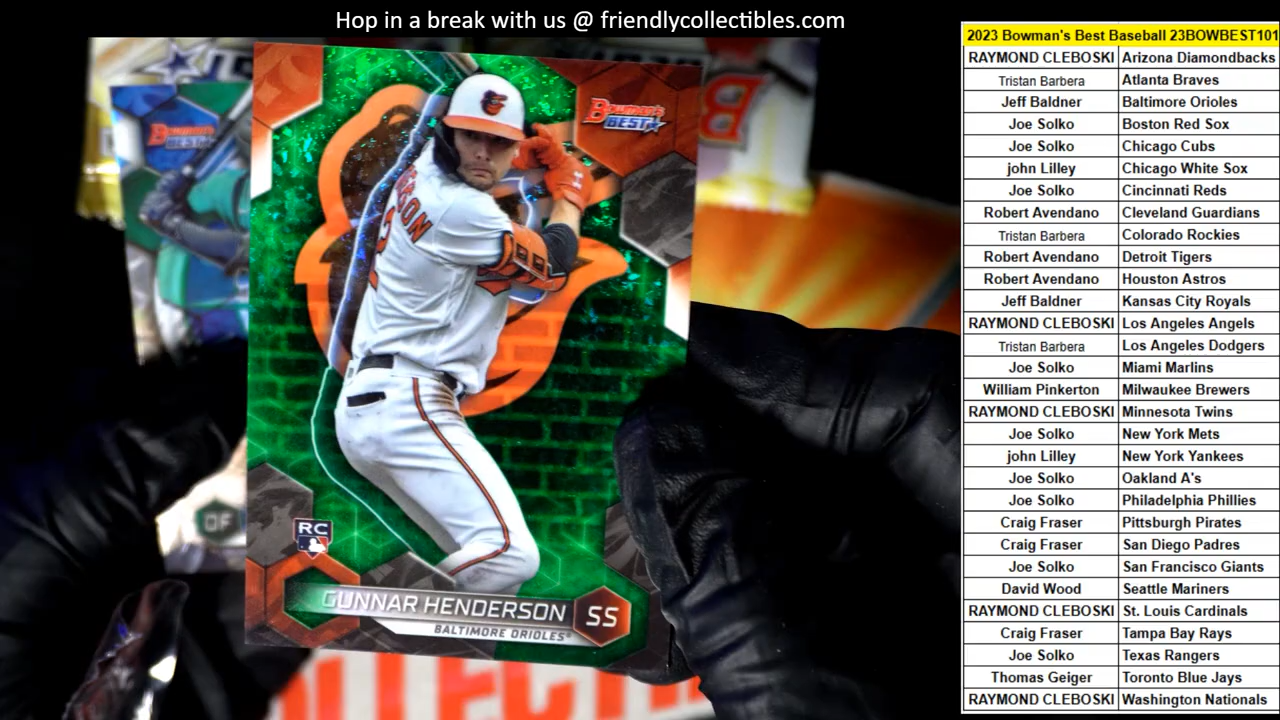 Hop in a break with us @ friendlycollectibles.com
2023 Bowman's Best Baseball 23BOWBEST101
RAYMOND CLEBOSKI Arizona Diamondbacks
Tristan Barbera Atlanta Braves
Jeff Baldner Baltimore Orioles
Joe Solko Boston Red Sox
Joe Solko Chicago Cubs
john Lilley Chicago White Sox
Joe Solko Cincinnati Reds
Robert Avendano Cleveland Guardians
Tristan Barbera Colorado Rockies
Robert Avendano Detroit Tigers
Robert Avendano Houston Astros
Jeff Baldner Kansas City Royals
RAYMOND CLEBOSKI Los Angeles Angels
Tristan Barbera Los Angeles Dodgers
Joe Solko Miami Marlins
William Pinkerton Milwaukee Brewers
RAYMOND CLEBOSKI Minnesota Twins
Joe Solko New York Mets
john Lilley New York Yankees
Joe Solko Oakland A's
Joe Solko Philadelphia Phillies
Craig Fraser Pittsburgh Pirates
Craig Fraser San Diego Padres
Joe Solko San Francisco Giants
David Wood Seattle Mariners
RAYMOND CLEBOSKI St. Louis Cardinals
Craig Fraser Tampa Bay Rays
Joe Solko Texas Rangers
Thomas Geiger Toronto Blue Jays
RAYMOND CLEBOSKI Washington Nationals
BOWMAN'S
BEST
BOWMAN'S
BEST
B
2
OF
RC
GUNNAR HENDERSON SS
BALTIMORE ORIOLES